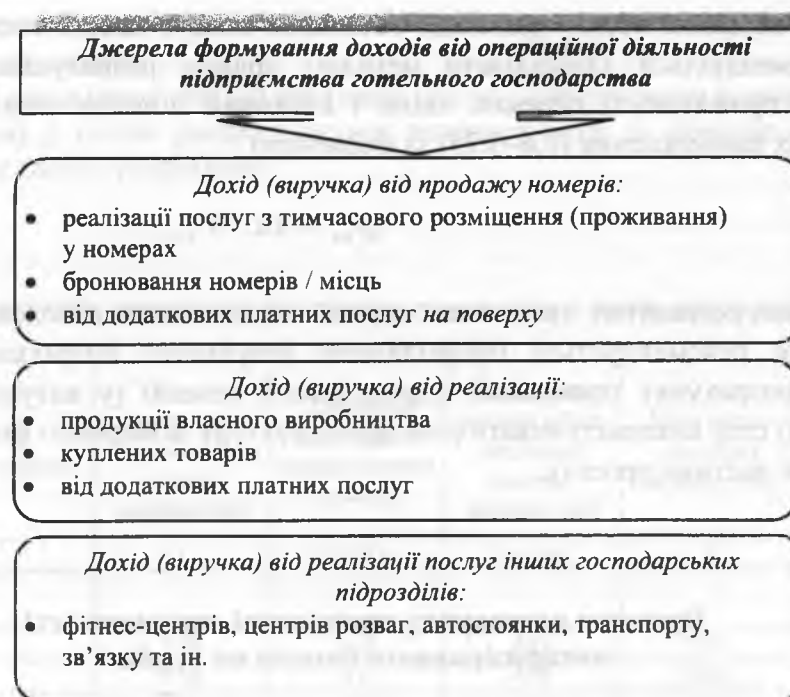 Джерела формування доходів від операційної діяльності
підприємства готельного господарства
Дохід (виручка) від продажу номерів:
• реалізації послуг з тимчасового розміщення (проживання)
у номерах
• бронювання номерів / місць
• від додаткових платних послуг на поверху
Дохід (виручка) від реалізації:
• продукції власного виробництва
• куплених товарів
• від додаткових платних послуг
Дохід (виручка) від реалізації послуг інших господарських
підрозділів:
• фітнес-центрів, центрів розваг, автостоянки, транспорту,
зв’язку та ін.